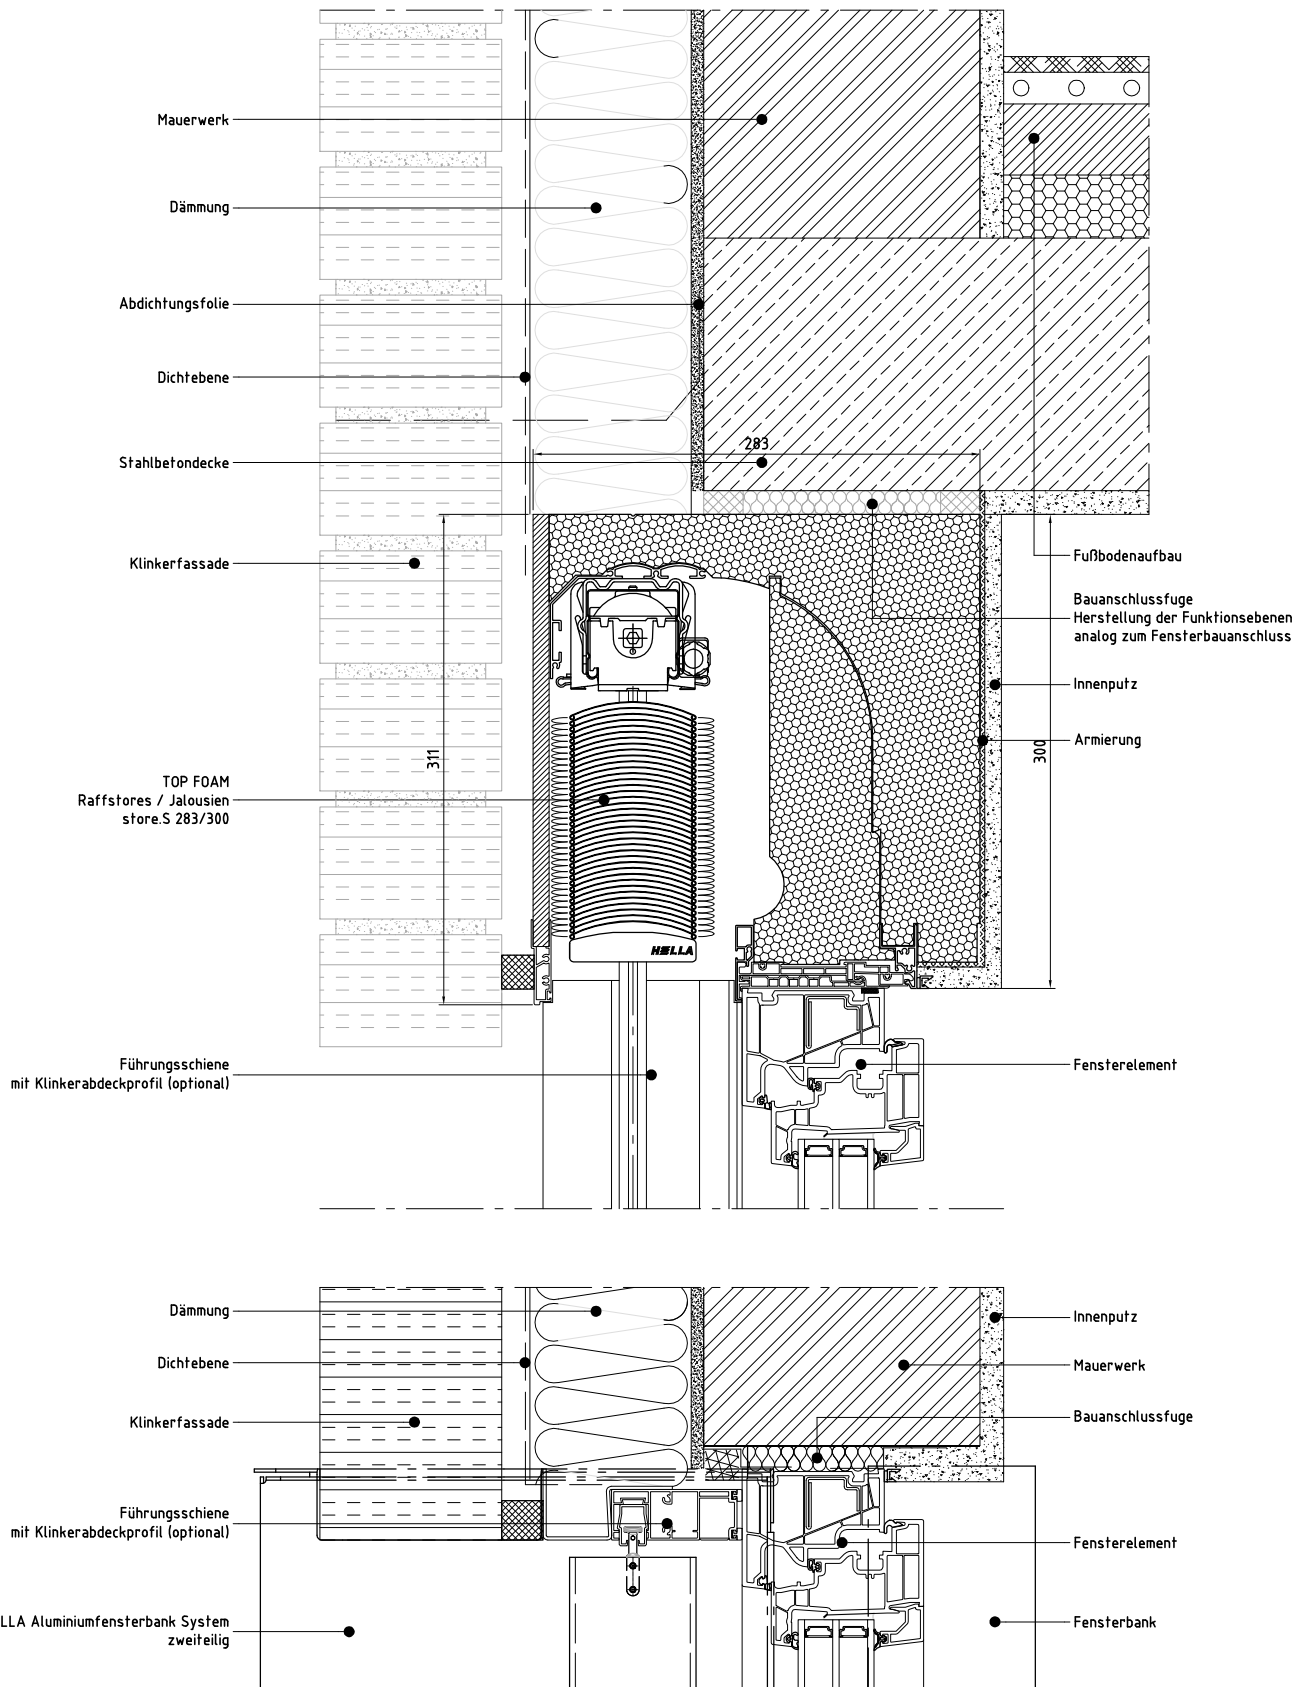 Mauerwerk
Dämmung
Abdichtungsfolie
Dichtebene
283
Stahlbetondecke
Klinkerfassade
Fußbodenaufbau
Bauanschlussfuge
Herstellung der Funktionsebenen
analog zum Fensterbauanschluss
Innenputz
Armierung
311
300
TOP FOAM
Raffstores / Jalousien
store.S 283/300
HELLA
Führungsschiene
mit Klinkerabdeckprofil (optional)
Fensterelement
Dämmung
Dichtebene
Klinkerfassade
Innenputz
Mauerwerk
Bauanschlussfuge
Führungsschiene
mit Klinkerabdeckprofil (optional)
Fensterelement
LLA Aluminiumfensterbank System
zweiteilig
Fensterbank